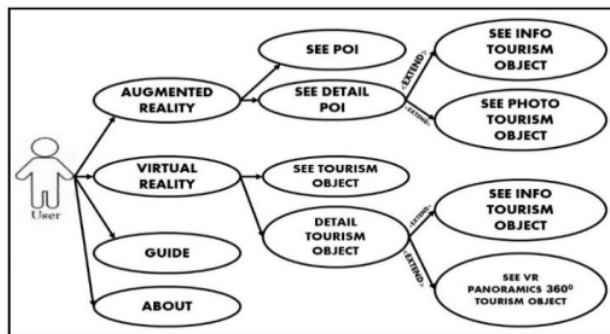 SEE POI
SEE INFO
TOURISM
OBJECT
<EXTEND>
AUGMENTED
REALITY
SEE DETAIL
POI
<EXTEND>
SEE PHOTO
TOURISM
OBJECT
User
VIRTUAL
REALITY
SEE TOURISM
OBJECT
SEE INFO
TOURISM
OBJECT
<EXTEND>
DETAIL
TOURISM
OBJECT
<EXTEND>
GUIDE
SEE VR
PANORAMICS 360⁰
TOURISM OBJECT
ABOUT